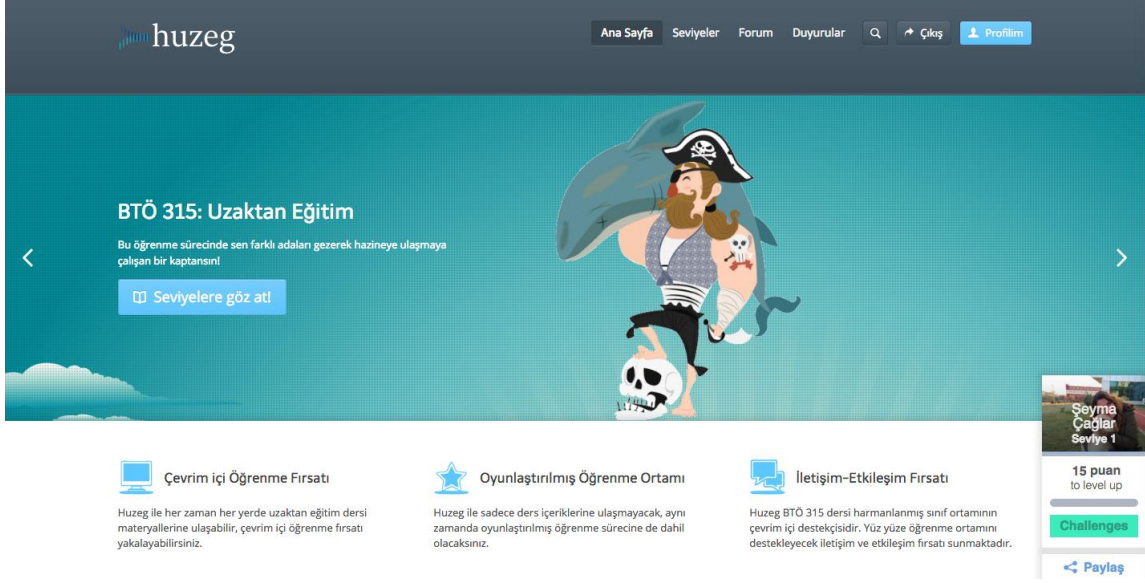 huzeg
Ana Sayfa Seviyeler Forum Duyurular Çıkış Profilim
BTÖ 315: Uzaktan Eğitim
Bu öğrenme sürecinde sen farklı adaları gezerek hazineye ulaşmaya
çalışan bir kaptansın!
Seviyelere göz at!
Şeyma
Çağlar
Seviye 1
15 puan
to level up
Challenges
Paylaş
Çevrim içi Öğrenme Fırsatı
Huzeg ile her zaman her yerde uzaktan eğitim dersi
materyallerine ulaşabilir, çevrim içi öğrenme fırsatı
yakalayabilirsiniz.
Oyunlaştırılmış Öğrenme Ortamı
Huzeg ile sadece ders içeriklerine ulaşmayacak, aynı
zamanda oyunlaştırılmış öğrenme sürecine de dahil
olacaksınız.
İletişim-Etkileşim Fırsatı
Huzeg BTÖ 315 dersi harmanlanmış sınıf ortamının
çevrim içi destekçisidir. Yüz yüze öğrenme ortamını
destekleyecek iletişim ve etkileşim fırsatı sunmaktadır.